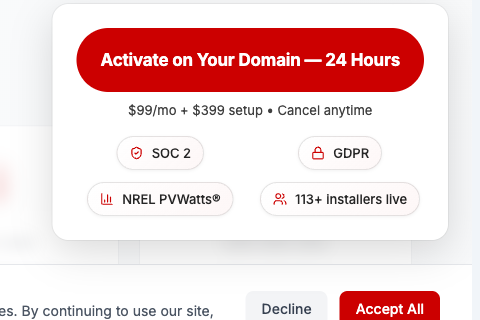 Activate on Your Domain — 24 Hours
$99/mo + $399 setup • Cancel anytime
SOC 2
GDPR
NREL PVWatts®
113+ installers live
es. By continuing to use our site,
Decline
Accept All